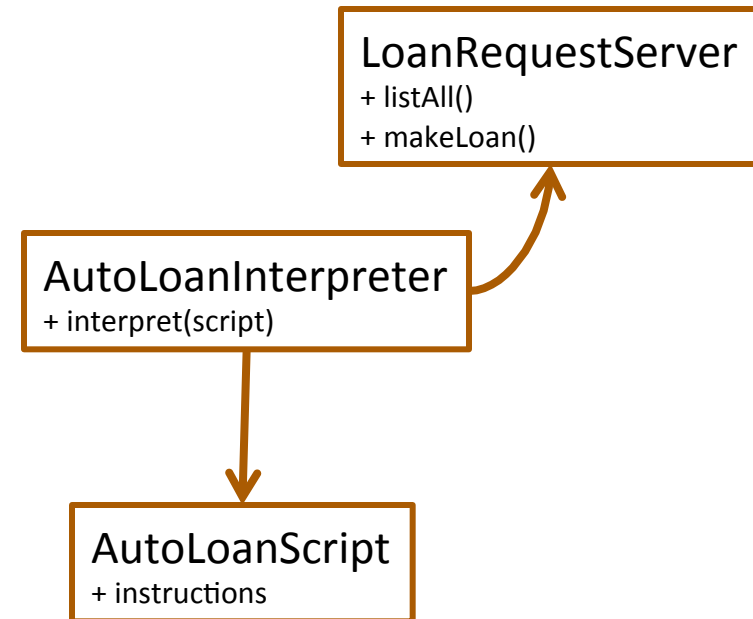 LoanRequestServer
+ listAll()
+ makeLoan()
AutoLoanInterpreter
+ interpret(script)
AutoLoanScript
+ instructions